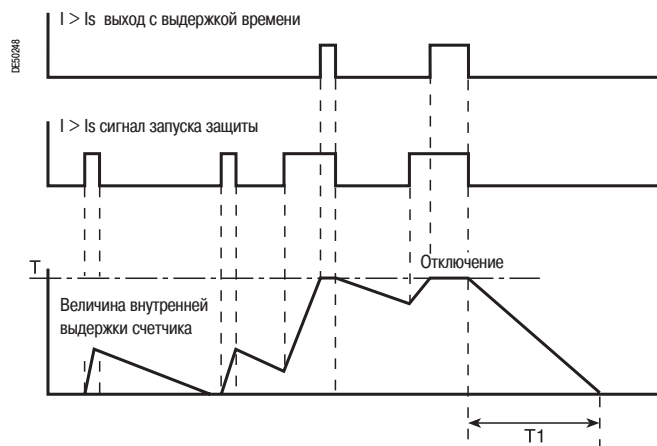 I > Is выход с выдержкой времени
DE50248
I > Is сигнал запуска защиты
T
Отключение
Величина внутренней
выдержки счетчика
T1